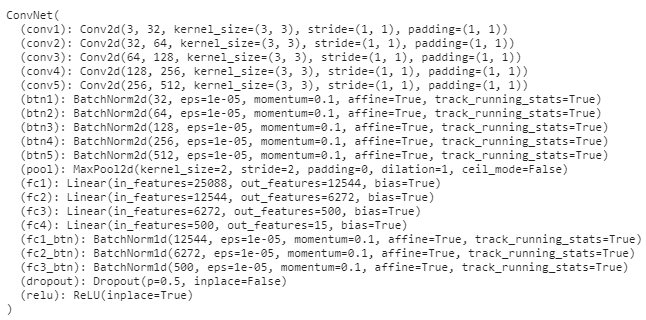 ConvNet(
  (conv1): Conv2d(3, 32, kernel_size=(3, 3), stride=(1, 1), padding=(1, 1))
  (conv2): Conv2d(32, 64, kernel_size=(3, 3), stride=(1, 1), padding=(1, 1))
  (conv3): Conv2d(64, 128, kernel_size=(3, 3), stride=(1, 1), padding=(1, 1))
  (conv4): Conv2d(128, 256, kernel_size=(3, 3), stride=(1, 1), padding=(1, 1))
  (conv5): Conv2d(256, 512, kernel_size=(3, 3), stride=(1, 1), padding=(1, 1))
  (btn1): BatchNorm2d(32, eps=1e-05, momentum=0.1, affine=True, track_running_stats=True)
  (btn2): BatchNorm2d(64, eps=1e-05, momentum=0.1, affine=True, track_running_stats=True)
  (btn3): BatchNorm2d(128, eps=1e-05, momentum=0.1, affine=True, track_running_stats=True)
  (btn4): BatchNorm2d(256, eps=1e-05, momentum=0.1, affine=True, track_running_stats=True)
  (btn5): BatchNorm2d(512, eps=1e-05, momentum=0.1, affine=True, track_running_stats=True)
  (pool): MaxPool2d(kernel_size=2, stride=2, padding=0, dilation=1, ceil_mode=False)
  (fc1): Linear(in_features=25088, out_features=12544, bias=True)
  (fc2): Linear(in_features=12544, out_features=6272, bias=True)
  (fc3): Linear(in_features=6272, out_features=500, bias=True)
  (fc4): Linear(in_features=500, out_features=15, bias=True)
  (fc1_btn): BatchNorm1d(12544, eps=1e-05, momentum=0.1, affine=True, track_running_stats=True)
  (fc2_btn): BatchNorm1d(6272, eps=1e-05, momentum=0.1, affine=True, track_running_stats=True)
  (fc3_btn): BatchNorm1d(500, eps=1e-05, momentum=0.1, affine=True, track_running_stats=True)
  (dropout): Dropout(p=0.5, inplace=False)
  (relu): ReLU(inplace=True)
)